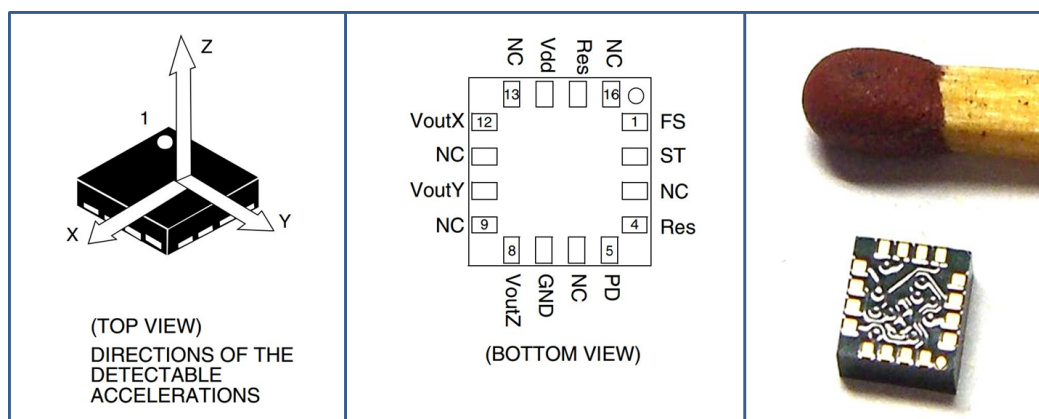 Z
1
X
Y
(TOP VIEW)
DIRECTIONS OF THE
DETECTABLE
ACCELERATIONS
NC
Vdd
Res
NC
13
16
VoutX 12
1 FS
NC
ST
VoutY
NC
NC 9
4 Res
8
5
VoutZ
GND
NC
PD
(BOTTOM VIEW)